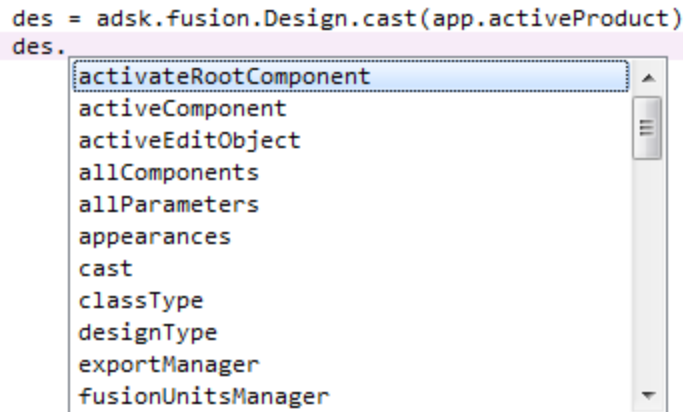 des = adsk.fusion.Design.cast(app.activeProduct)
des.
activateRootComponent
activeComponent
activeEditObject
allComponents
allParameters
appearances
cast
classType
designType
exportManager
fusionUnitsManager